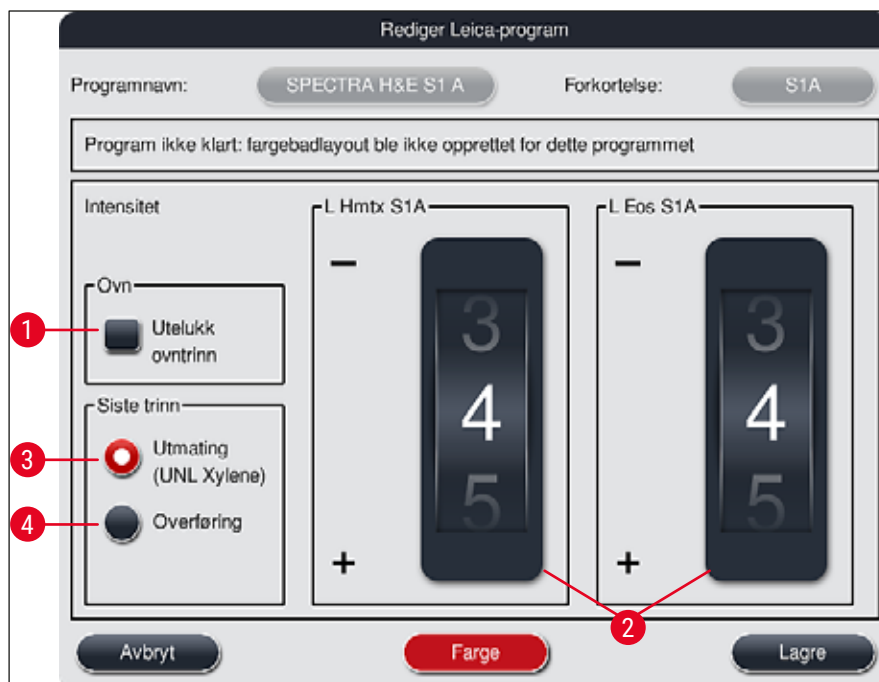 Rediger Leica-program
Programnavn: SPECTRA H&E S1 A Forkortelse: S1A
Program ikke klart: fargebadlayout ble ikke opprettet for dette programmet
Intensitet
L Hmtx S1A
L Eos S1A
Ovn
1
Utelukk
ovntrinn
Siste trinn
3
Utmating
(UNL Xylene)
4
Overføring
−
3
4
5
+
−
3
4
5
+
2
Avbryt Farge Lagre